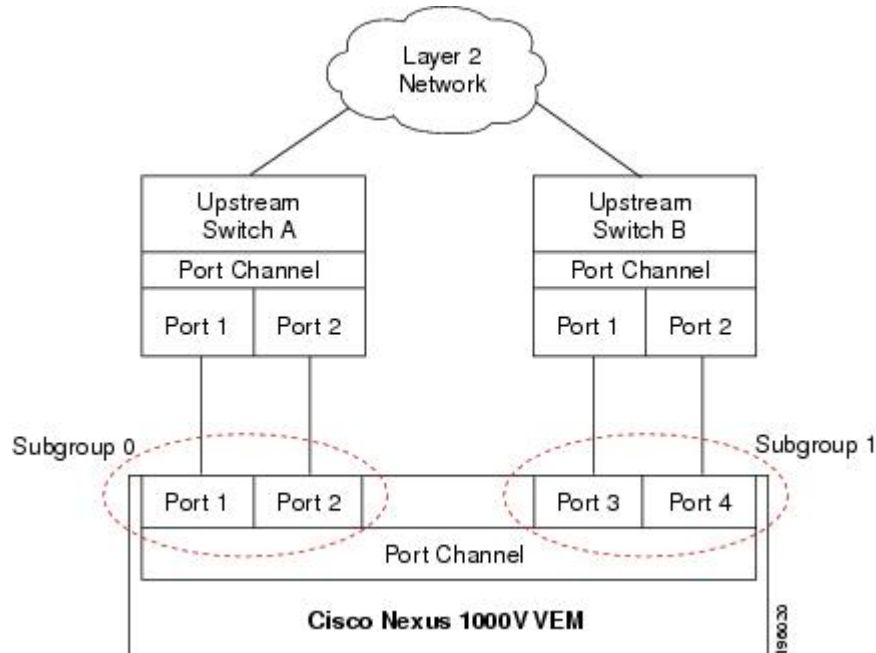 Layer 2
Network
Upstream
Switch A
Upstream
Switch B
Port Channel
Port Channel
Port 1
Port 2
Port 1
Port 2
Subgroup 0
Subgroup 1
Port 1
Port 2
Port 3
Port 4
Port Channel
Cisco Nexus 1000V VEM